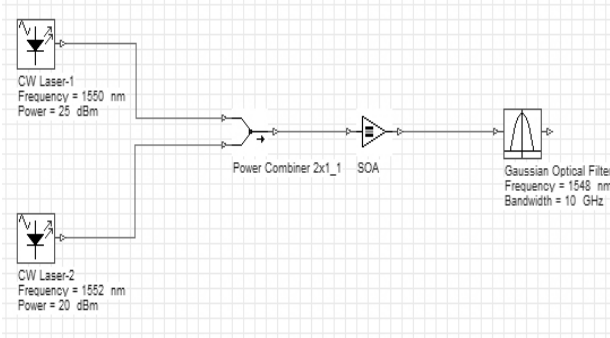 CW Laser-1
Frequency = 1550 nm
Power = 25 dBm
Power Combiner 2x1_1
SOA
Gaussian Optical Filte
Frequency = 1548 nm
Bandwidth = 10 GHz
CW Laser-2
Frequency = 1552 nm
Power = 20 dBm